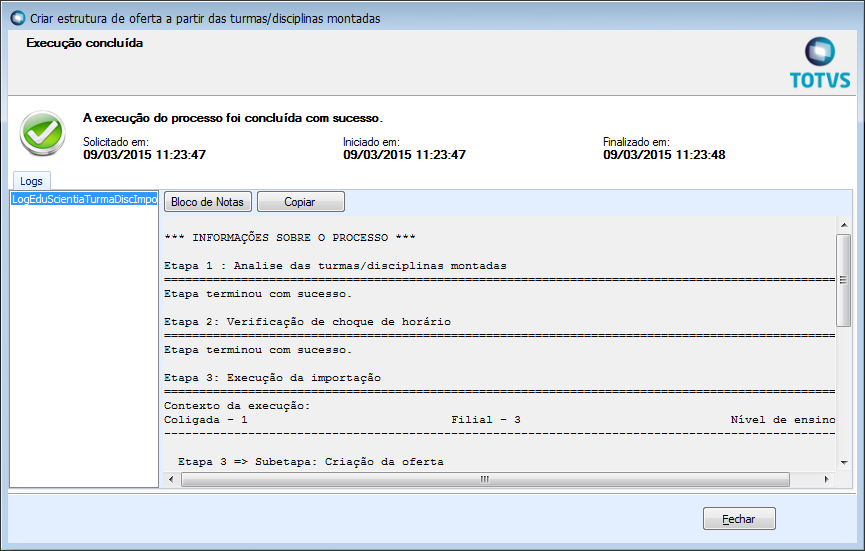 Criar estrutura de oferta a partir das turmas/disciplinas montadas
Execução concluída
TOTVS
A execução do processo foi concluída com sucesso.
Solicitado em: Iniciado em: Finalizado em:
09/03/2015 11:23:47 09/03/2015 11:23:47 09/03/2015 11:23:48
Logs
LogEduScientiaTurmaDiscImpo
Bloco de Notas Copiar
*** INFORMAÇÕES SOBRE O PROCESSO ***
Etapa 1 : Analise das turmas/disciplinas montadas
Etapa terminou com sucesso.
Etapa 2: Verificação de choque de horário
Etapa terminou com sucesso.
Etapa 3: Execução da importação
Contexto da execução:
Coligada - 1 Filial - 3 Nível de ensino
Etapa 3 => Subetapa: Criação da oferta
Fechar